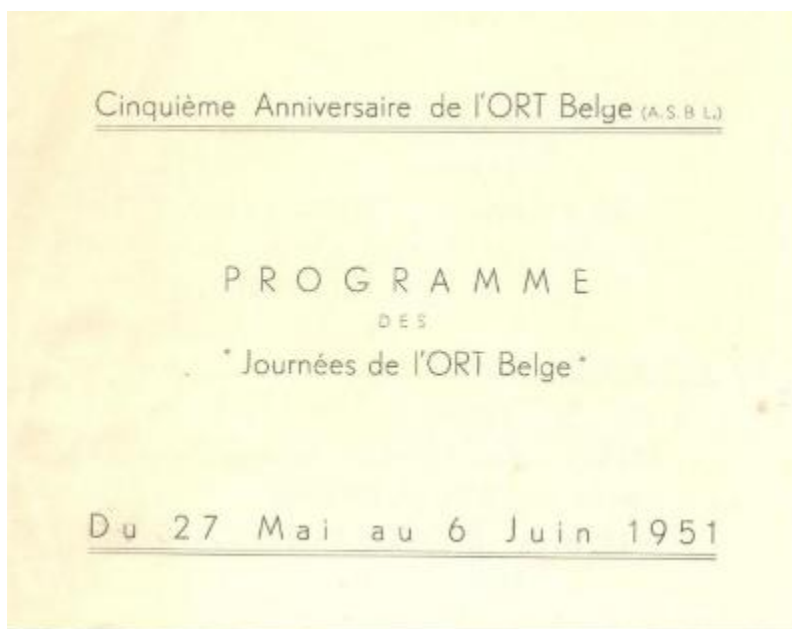 Cinquième Anniversaire de l'ORT Belge (A.S.B L.)
PROGRAMME
DES
"Journées de l'ORT Belge"
Du 27 Mai au 6 Juin 1951